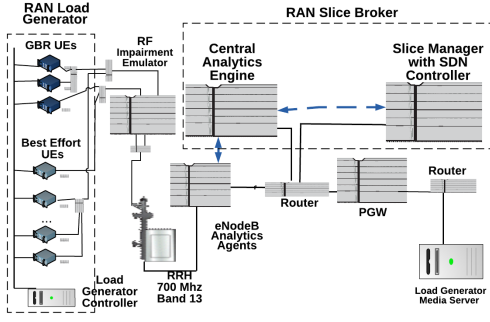 RAN Load
Generator
GBR UEs
Best Effort
UEs
...
...
Load
Generator
Controller
RF
Impairment
Emulator
RRH
700 Mhz
Band 13
RAN Slice Broker
Central
Analytics
Engine
Slice Manager
with SDN
Controller
eNodeB
Analytics
Agents
Router
PGW
Router
Load Generator
Media Server